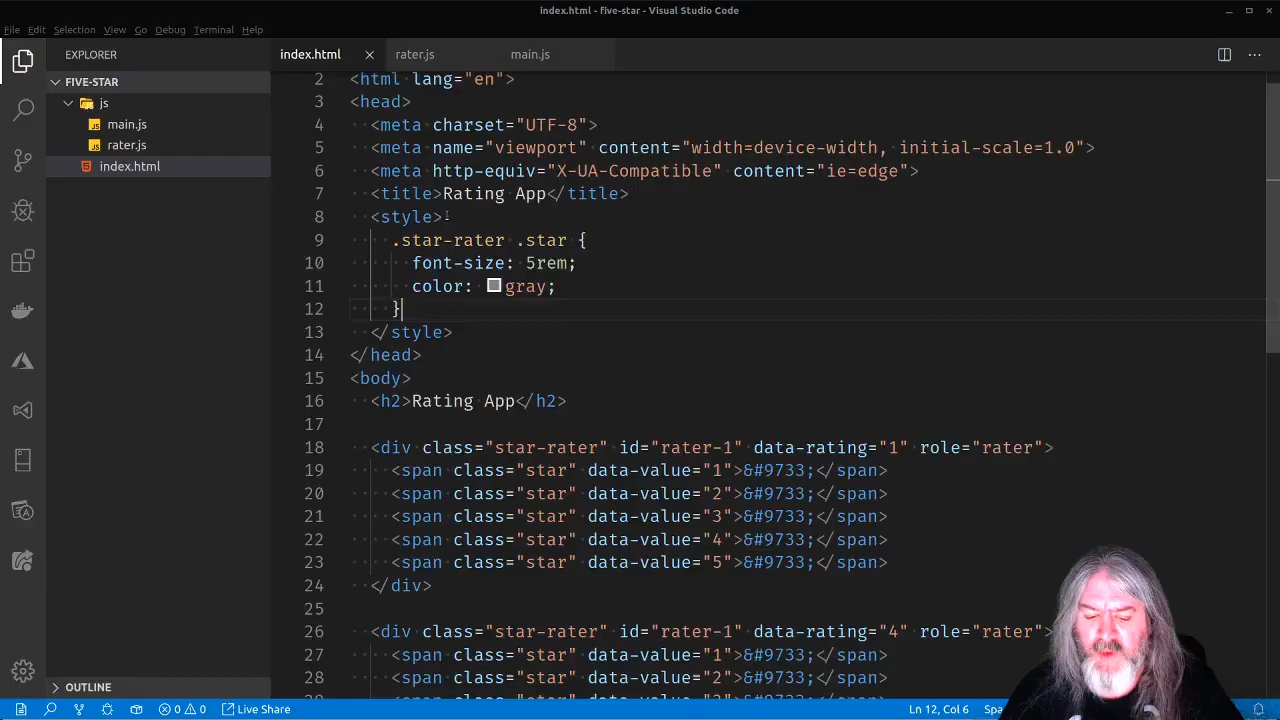 index.html - five-star - Visual Studio Code
File Edit Selection View Go Debug Terminal Help
EXPLORER
index.html
rater.js
main.js
FIVE-STAR
js
main.js
rater.js
index.html
OUTLINE
2 <html lang="en">
3 <head>
4 <meta charset="UTF-8">
5 <meta name="viewport" content="width=device-width, initial-scale=1.0">
6 <meta http-equiv="X-UA-Compatible" content="ie=edge">
7 <title>Rating App</title>
8 <style>
9 .star-rater .star {
10 font-size: 5rem;
11 color: gray;
12 }
13 </style>
14 </head>
15 <body>
16 <h2>Rating App</h2>
17
18 <div class="star-rater" id="rater-1" data-rating="1" role="rater">
19 <span class="star" data-value="1">&#9733;</span>
20 <span class="star" data-value="2">&#9733;</span>
21 <span class="star" data-value="3">&#9733;</span>
22 <span class="star" data-value="4">&#9733;</span>
23 <span class="star" data-value="5">&#9733;</span>
24 </div>
25
26 <div class="star-rater" id="rater-1" data-rating="4" role="rater">
27 <span class="star" data-value="1">&#9733;</span>
28 <span class="star" data-value="2">&#9733;</span>
0 0 Live Share Ln 12, Col 6